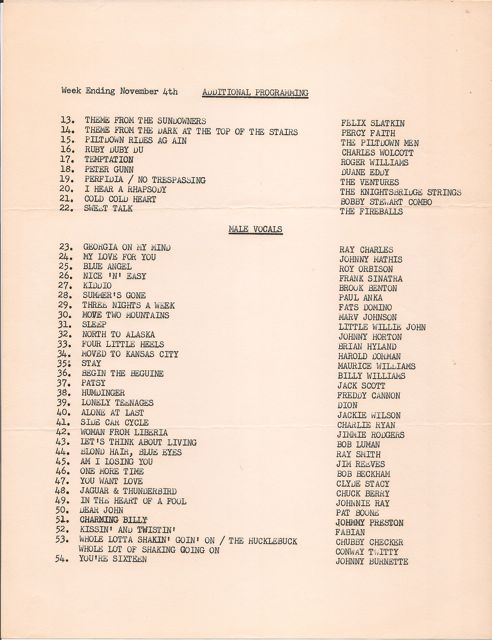 Week Ending November 4th ADDITIONAL PROGRAMMING
13. THEME FROM THE SUNDOWNERS FELIX SLATKIN
14. THEME FROM THE DARK AT THE TOP OF THE STAIRS PERCY FAITH
15. PILTDOWN RIDES AG AIN THE PILTDOWN MEN
16. RUBY DUBY DU CHARLES WOLCOTT
17. TEMPTATION ROGER WILLIAMS
18. PETER GUNN DUANE EDDY
19. PERFIDIA / NO TRESPASSING THE VENTURES
20. I HEAR A RHAPSODY THE KNIGHTSBRIDGE STRINGS
21. COLD COLD HEART BOBBY STEWART COMBO
22. SWEET TALK THE FIREBALLS
MALE VOCALS
23. GEORGIA ON MY MIND RAY CHARLES
24. MY LOVE FOR YOU JOHNNY MATHIS
25. BLUE ANGEL ROY ORBISON
26. NICE 'N' EASY FRANK SINATRA
27. KIDDIO BROOK BENTON
28. SUMMER'S GONE PAUL ANKA
29. THREE NIGHTS A WEEK FATS DOMINO
30. MOVE TWO MOUNTAINS MARV JOHNSON
31. SLEEP LITTLE WILLIE JOHN
32. NORTH TO ALASKA JOHNNY HORTON
33. FOUR LITTLE HEELS BRIAN HYLAND
34. MOVED TO KANSAS CITY HAROLD DORMAN
35. STAY MAURICE WILLIAMS
36. BEGIN THE BEGUINE BILLY WILLIAMS
37. PATSY JACK SCOTT
38. HUMDINGER FREDDY CANNON
39. LONELY TEENAGES DION
40. ALONE AT LAST JACKIE WILSON
41. SIDE CAR CYCLE CHARLIE RYAN
42. WOMAN FROM LIBERIA JIMMIE RODGERS
43. LET'S THINK ABOUT LIVING BOB LUMAN
44. BLOND HAIR, BLUE EYES RAY SMITH
45. AM I LOSING YOU JIM REEVES
46. ONE MORE TIME BOB BECKHAM
47. YOU WANT LOVE CLYDE STACY
48. JAGUAR & THUNDERBIRD CHUCK BERRY
49. IN THE HEART OF A FOOL JOHNNIE RAY
50. DEAR JOHN PAT BOONE
51. CHARMING BILLY JOHNNY PRESTON
52. KISSIN' AND TWISTIN' FABIAN
53. WHOLE LOTTA SHAKIN' GOIN' ON / THE HUCKLEBUCK CHUBBY CHECKER
WHOLE LOT OF SHAKING GOING ON CONWAY TWITTY
54. YOU'RE SIXTEEN JOHNNY BURNETTE